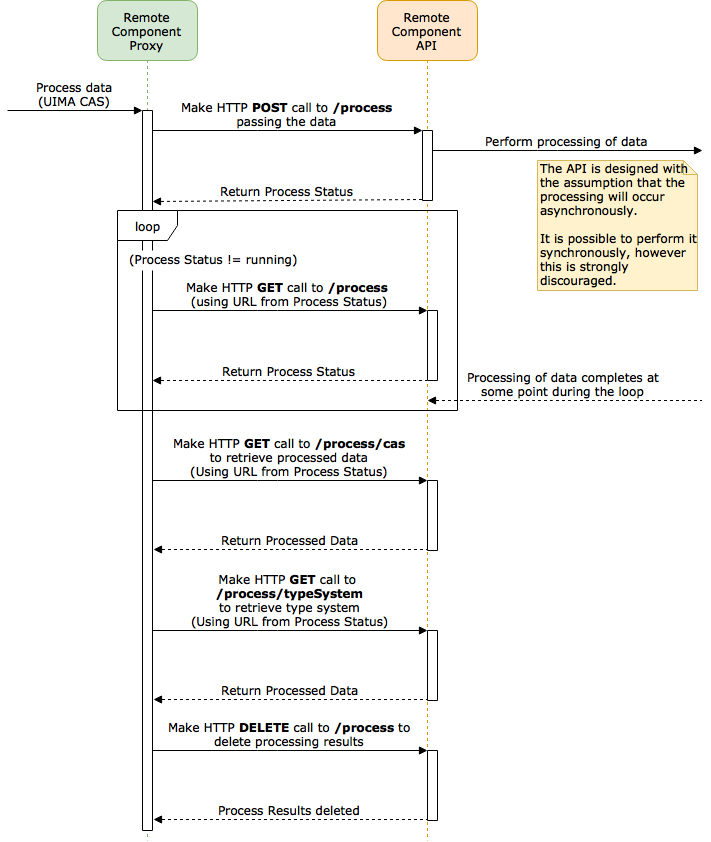 Remote
Component
Proxy
Remote
Component
API
Process data
(UIMA CAS)
Make HTTP POST call to /process
passing the data
Perform processing of data
The API is designed with
the assumption that the
processing will occur
asynchronously.
It is possible to perform it
synchronously, however
this is strongly
discouraged.
Return Process Status
loop
(Process Status != running)
Make HTTP GET call to /process
(using URL from Process Status)
Return Process Status
Processing of data completes at
some point during the loop
Make HTTP GET call to /process/cas
to retrieve processed data
(Using URL from Process Status)
Return Processed Data
Make HTTP GET call to
/process/typeSystem
to retrieve type system
(Using URL from Process Status)
Return Processed Data
Make HTTP DELETE call to /process to
delete processing results
Process Results deleted